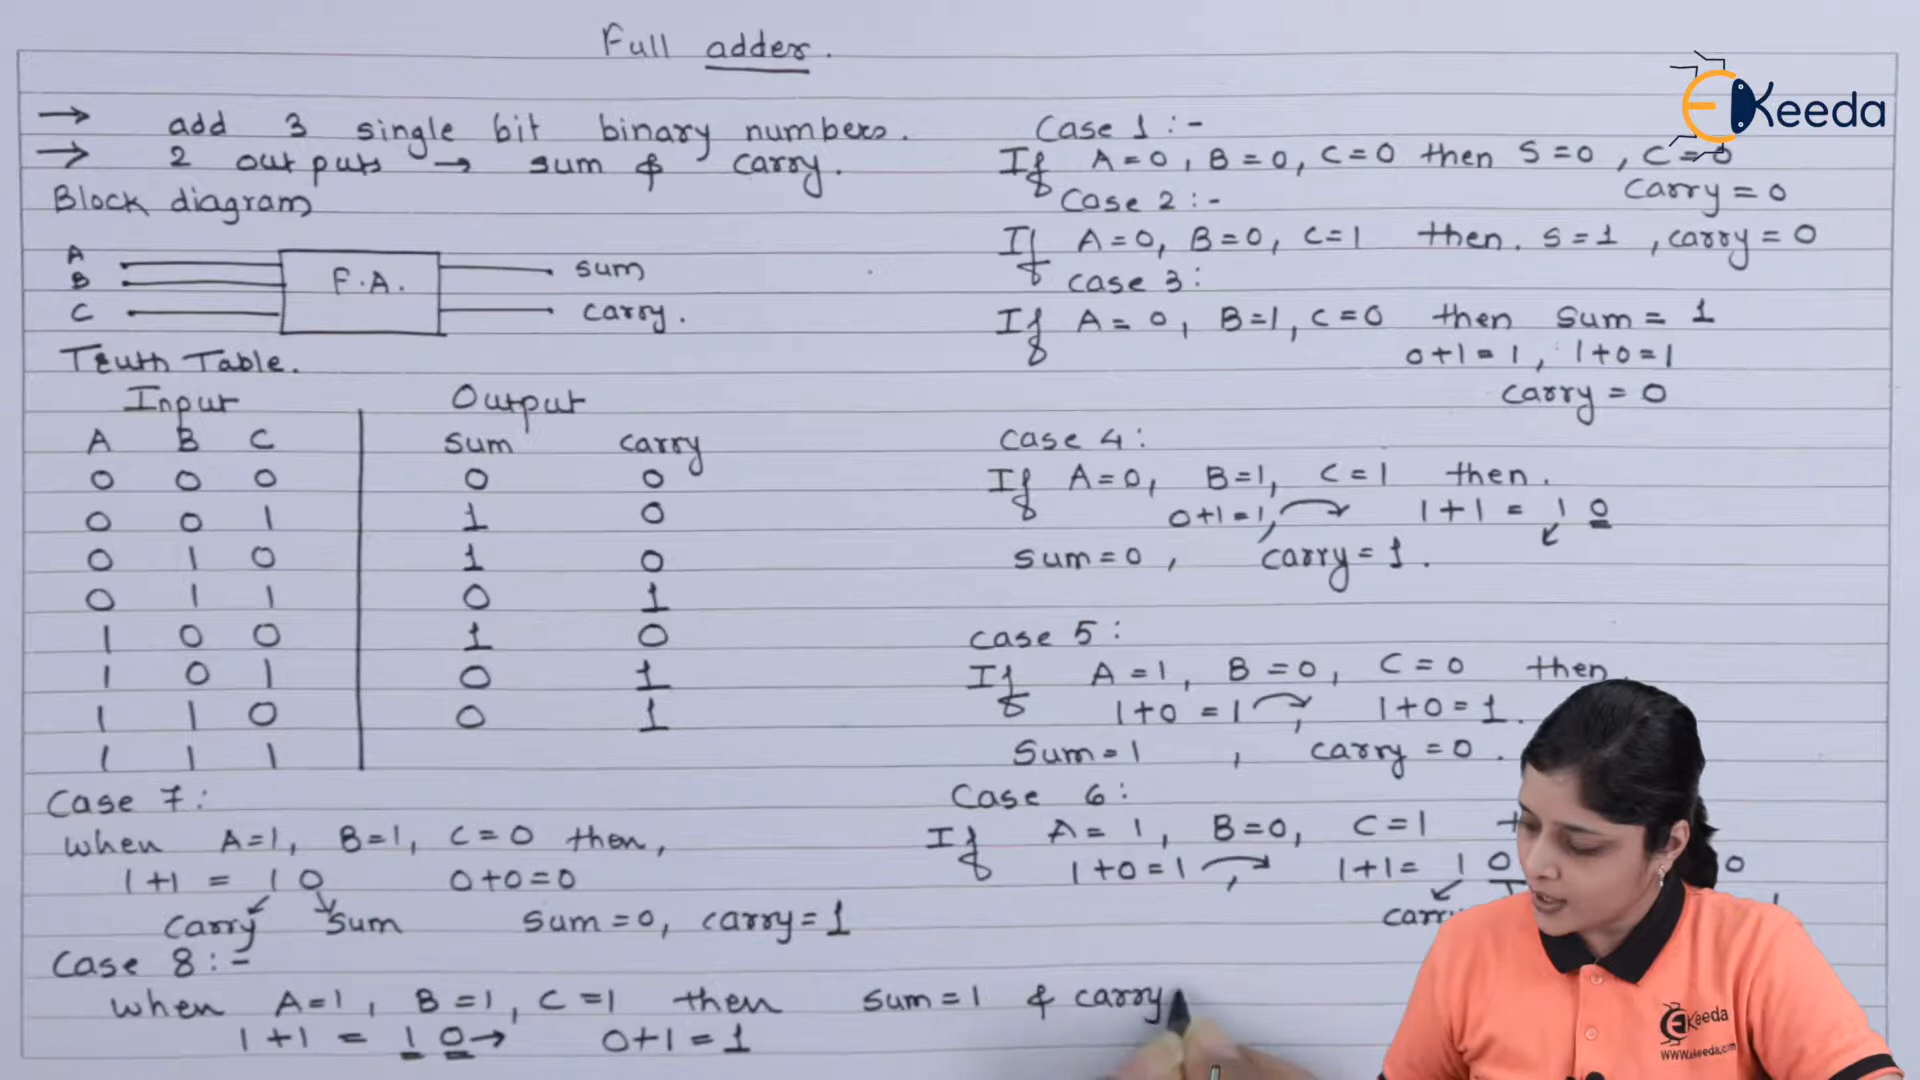 Full adder.
→ add 3 single bit binary numbers.
→ 2 outputs → sum & carry.
Block diagram
A
B
C
F.A.
sum
carry.
Truth Table.
Input Output
A B C sum carry
0 0 0 0 0
0 0 1 1 0
0 1 0 1 0
0 1 1 0 1
1 0 0 1 0
1 0 1 0 1
1 1 0 0 1
1 1 1
Case 7:
when A=1, B=1, C=0 then,
1+1 = 1 0 0+0=0
carry sum sum=0, carry=1
Case 8:-
when A=1, B=1, C=1 then sum=1 & carry
1+1 = 1 0→ 0+1=1
Case 1:-
If A=0, B=0, C=0 then S=0, C=0
carry=0
Case 2:-
If A=0, B=0, C=1 then. S=1, carry=0
case 3:
If A=0, B=1, C=0 then sum=1
0+1=1, 1+0=1
carry=0
Case 4:
If A=0, B=1, C=1 then.
0+1=1, 1+1= 1 0
sum=0, carry=1.
case 5:
If A=1, B=0, C=0 then.
1+0=1, 1+0=1.
Sum=1, carry=0.
Case 6:
If A=1, B=0, C=1
1+0=1, 1+1= 1 0 0
Ekeeda
Ekeeda
www.ekeeda.com